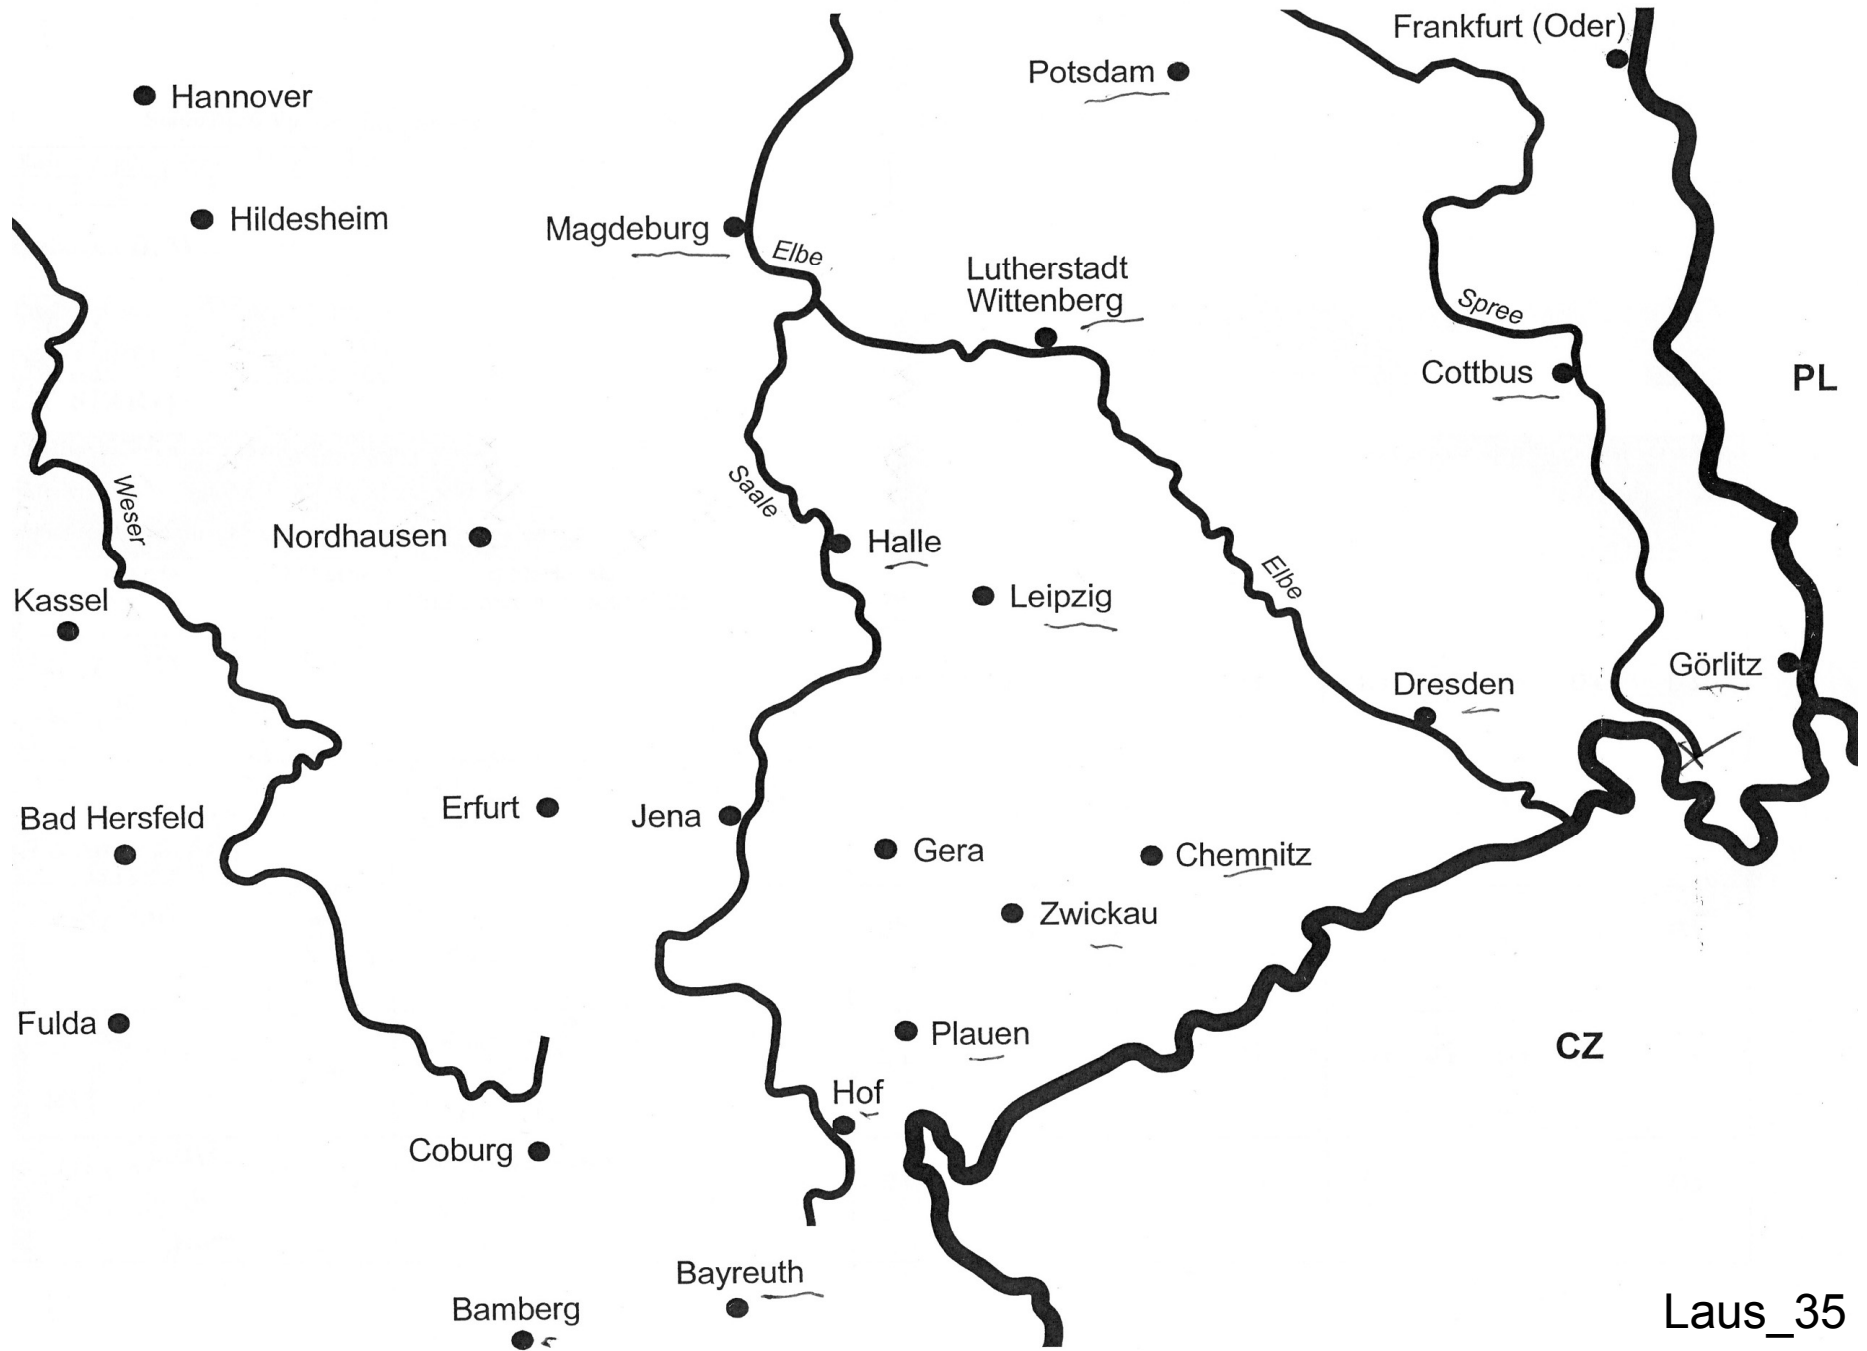 Frankfurt (Oder)
Potsdam
Hannover
Hildesheim
Magdeburg
Elbe
Lutherstadt
Wittenberg
Spree
Cottbus
PL
Weser
Saale
Nordhausen
Halle
Elbe
Leipzig
Kassel
Görlitz
Dresden
Bad Hersfeld
Erfurt
Jena
Gera
Chemnitz
Zwickau
Fulda
Plauen
CZ
Hof
Coburg
Bayreuth
Bamberg
Laus_35